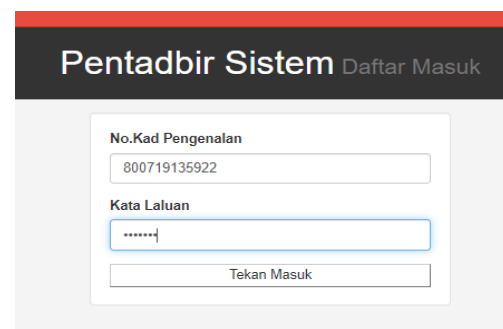 Pentadbir Sistem Daftar Masuk
No.Kad Pengenalan
800719135922
Kata Laluan
•••••••
Tekan Masuk